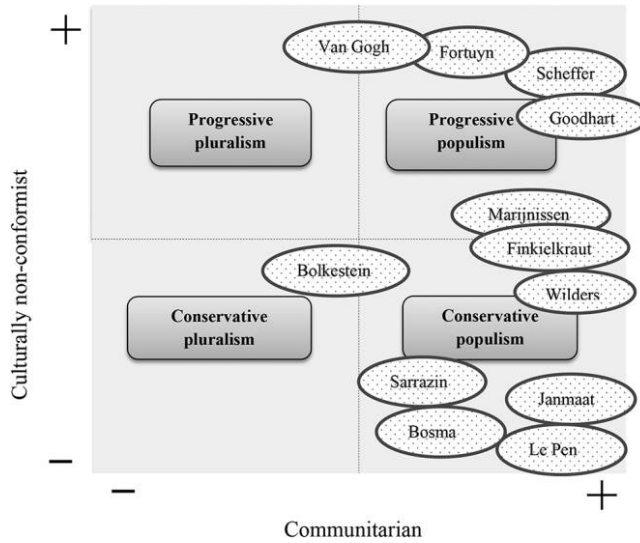 +
Van Gogh
Fortuyn
Scheffer
Goodhart
Progressive
pluralism
Progressive
populism
Marijnissen
Finkielkraut
Bolkestein
Wilders
Conservative
pluralism
Conservative
populism
Sarrazin
Janmaat
Bosma
Le Pen
Culturally non-conformist
−
−
+
Communitarian